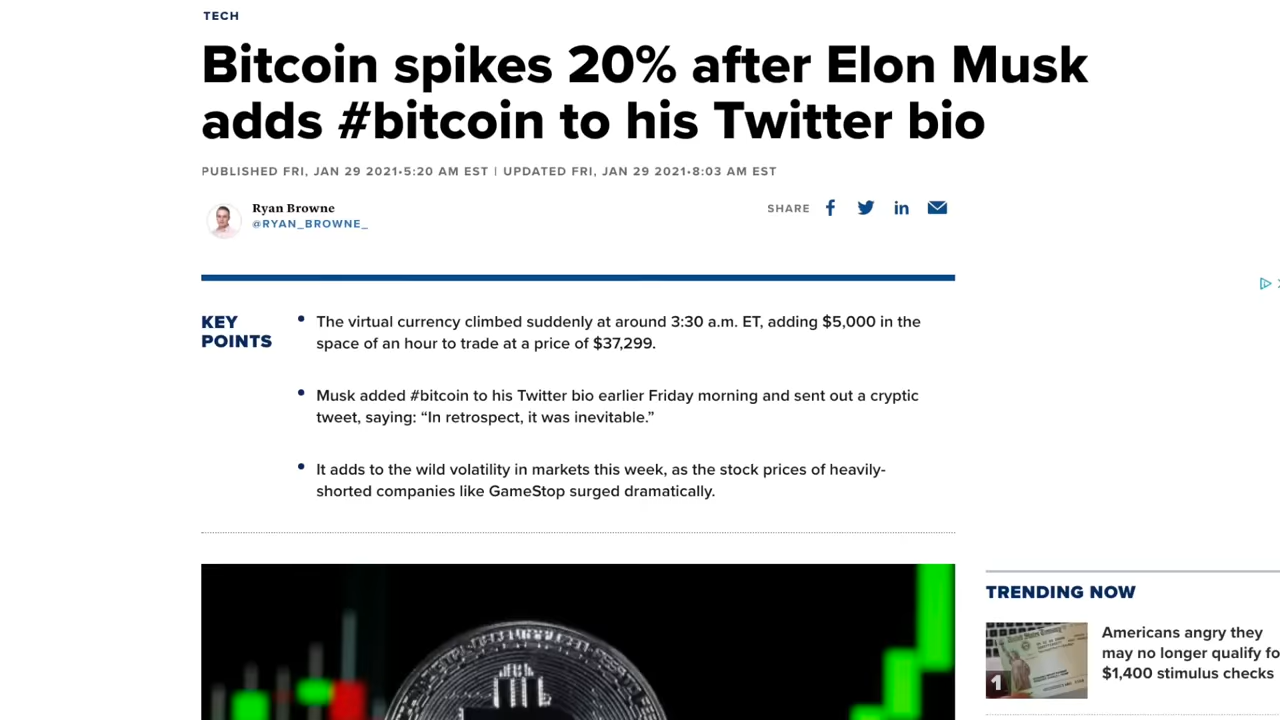 TECH
Bitcoin spikes 20% after Elon Musk
adds #bitcoin to his Twitter bio
PUBLISHED FRI, JAN 29 2021•5:20 AM EST | UPDATED FRI, JAN 29 2021•8:03 AM EST
Ryan Browne
@RYAN_BROWNE_
SHARE
KEY
POINTS
• The virtual currency climbed suddenly at around 3:30 a.m. ET, adding $5,000 in the
space of an hour to trade at a price of $37,299.
• Musk added #bitcoin to his Twitter bio earlier Friday morning and sent out a cryptic
tweet, saying: “In retrospect, it was inevitable.”
• It adds to the wild volatility in markets this week, as the stock prices of heavily-
shorted companies like GameStop surged dramatically.
TRENDING NOW
1
Americans angry they
may no longer qualify fo
$1,400 stimulus checks